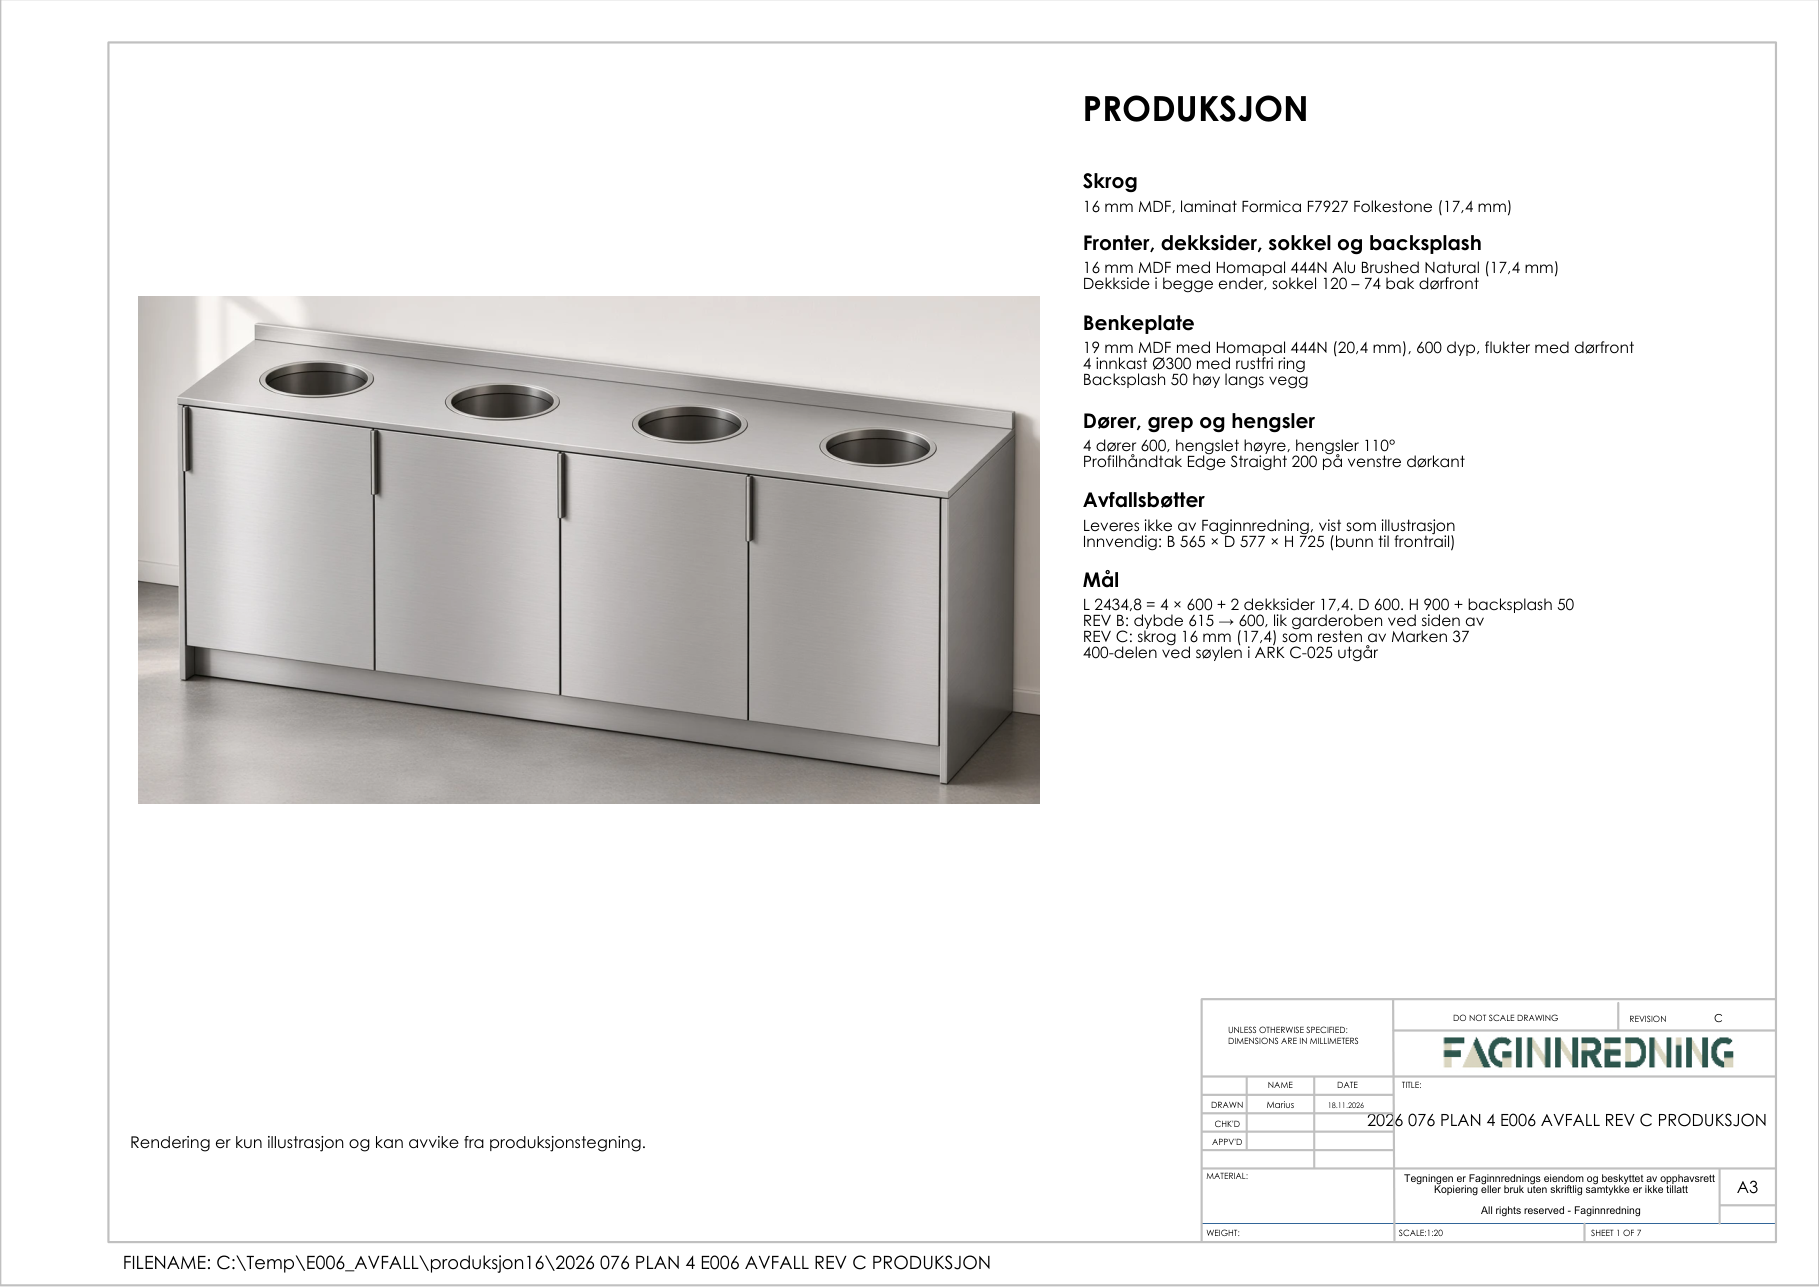 PRODUKSJON
Skrog
16 mm MDF, laminat Formica F7927 Folkestone (17,4 mm)
Fronter, dekksider, sokkel og backsplash
16 mm MDF med Homapal 444N Alu Brushed Natural (17,4 mm)
Dekkside i begge ender, sokkel 120 – 74 bak dørfront
Benkeplate
19 mm MDF med Homapal 444N (20,4 mm), 600 dyp, flukter med dørfront
4 innkast Ø300 med rustfri ring
Backsplash 50 høy langs vegg
Dører, grep og hengsler
4 dører 600, hengslet høyre, hengsler 110°
Profilhåndtak Edge Straight 200 på venstre dørkant
Avfallsbøtter
Leveres ikke av Faginnredning, vist som illustrasjon
Innvendig: B 565 × D 577 × H 725 (bunn til frontrail)
Mål
L 2434,8 = 4 × 600 + 2 dekksider 17,4. D 600. H 900 + backsplash 50
REV B: dybde 615 → 600, lik garderoben ved siden av
REV C: skrog 16 mm (17,4) som resten av Marken 37
400-delen ved søylen i ARK C-025 utgår
Rendering er kun illustrasjon og kan avvike fra produksjonstegning.
UNLESS OTHERWISE SPECIFIED:
DIMENSIONS ARE IN MILLIMETERS
DO NOT SCALE DRAWING
REVISION C
FAGINNREDNING
NAME DATE
DRAWN Marius 18.11.2026
CHK'D
APPV'D
TITLE:
2026 076 PLAN 4 E006 AVFALL REV C PRODUKSJON
MATERIAL:
Tegningen er Faginnrednings eiendom og beskyttet av opphavsrett
Kopiering eller bruk uten skriftlig samtykke er ikke tillatt
All rights reserved - Faginnredning
A3
WEIGHT:
SCALE:1:20
SHEET 1 OF 7
FILENAME: C:\Temp\E006_AVFALL\produksjon16\2026 076 PLAN 4 E006 AVFALL REV C PRODUKSJON